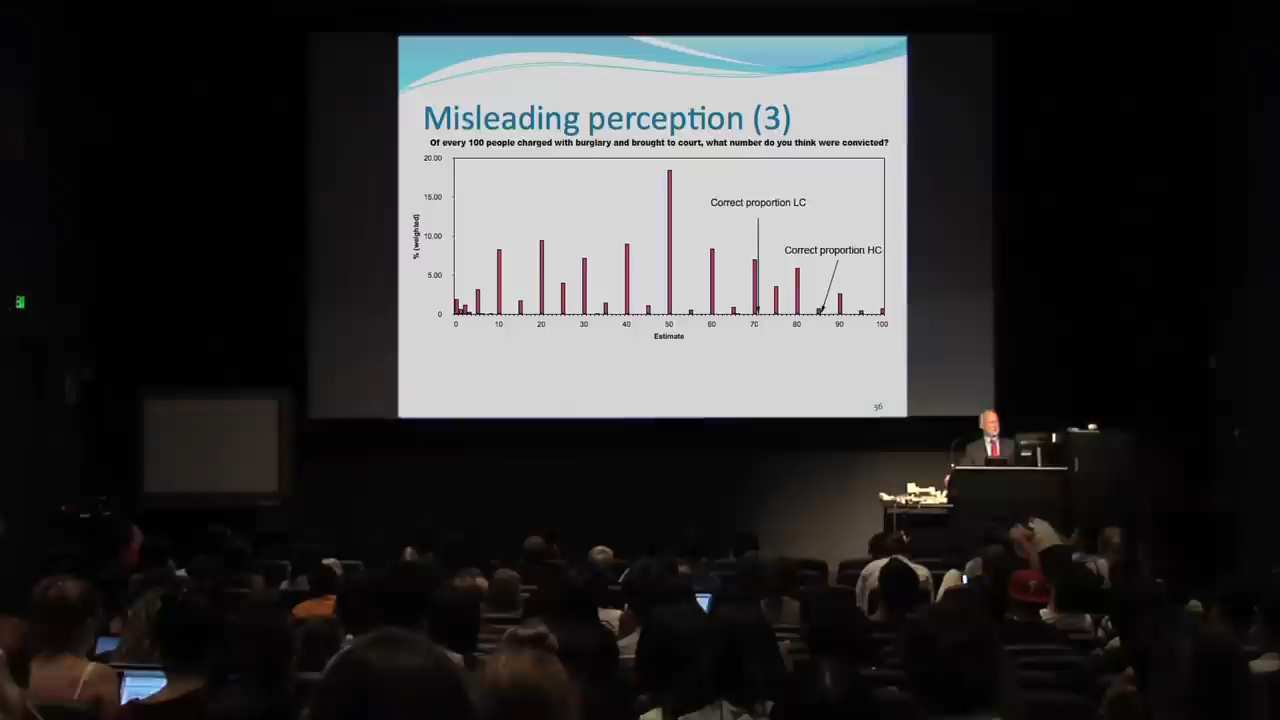 Misleading perception (3)
Of every 100 people charged with burglary and brought to court, what number do you think were convicted?
20.00
15.00
10.00
5.00
0
% (weighted)
Correct proportion LC
Correct proportion HC
0 10 20 30 40 50 60 70 80 90 100
Estimate
56